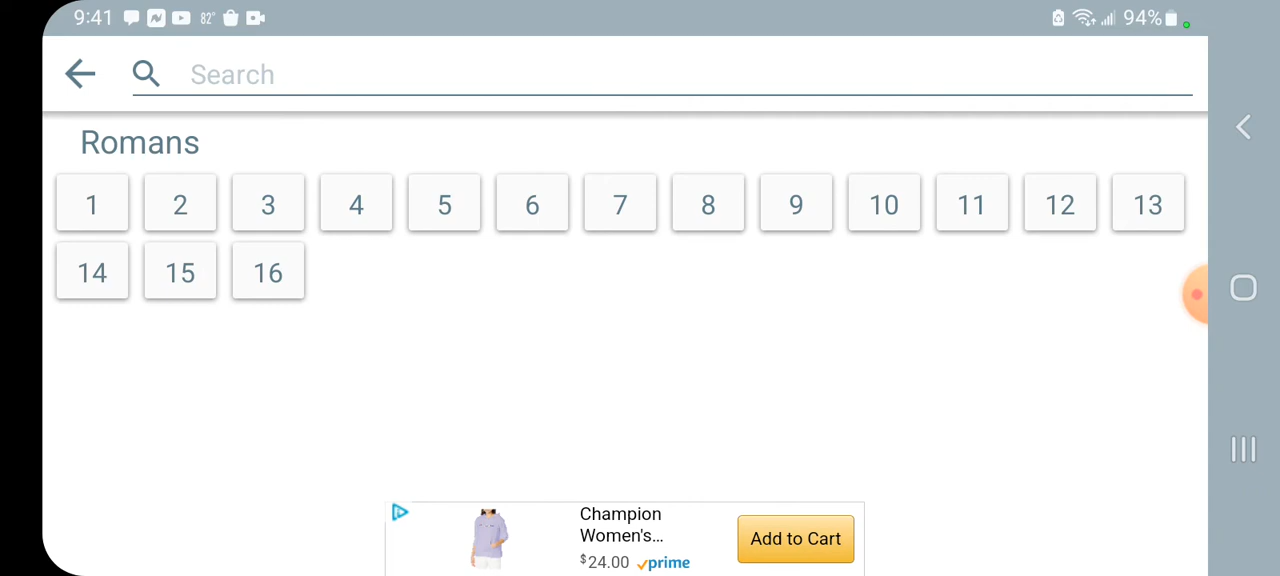 9:41 82° 94%
Search
Romans
1 2 3 4 5 6 7 8 9 10 11 12 13
14 15 16
Champion
Women's...
$24.00 prime
Add to Cart